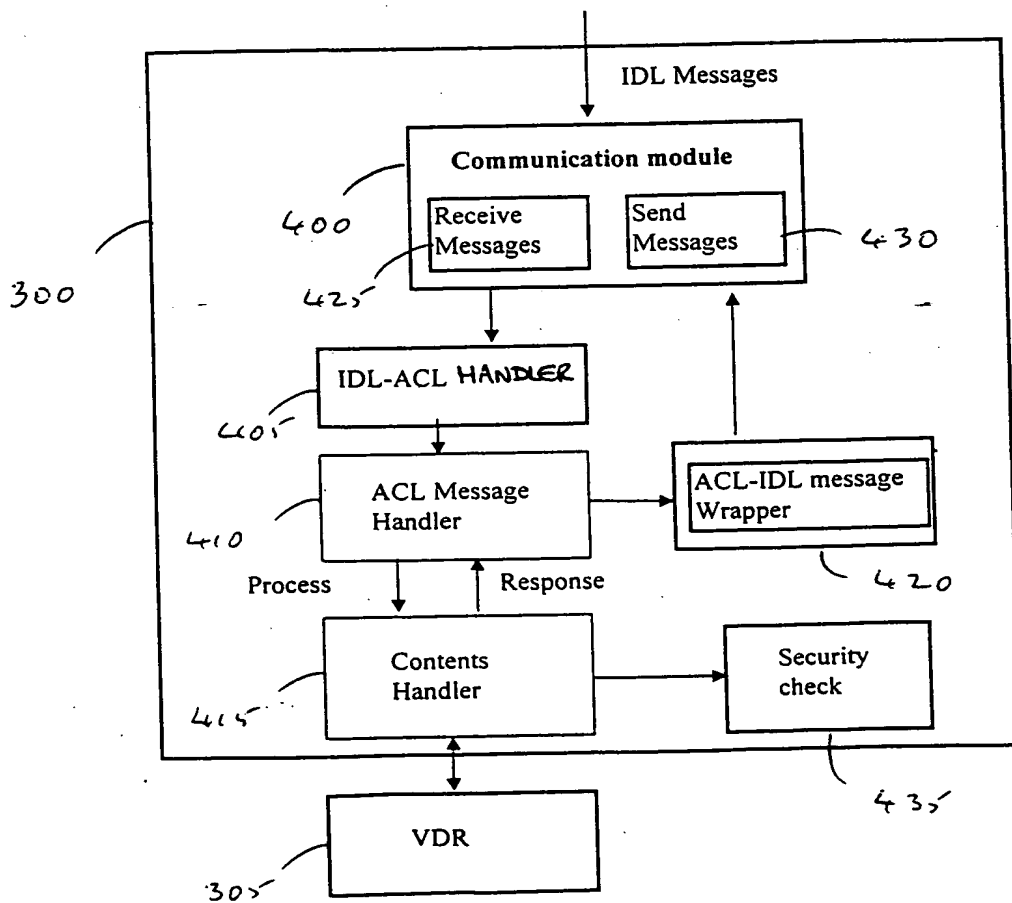 IDL Messages
Communication module
400
Receive
Messages
Send
Messages
430
425
300
IDL-ACL HANDLER
405
ACL Message
Handler
410
ACL-IDL message
Wrapper
420
Process
Response
Contents
Handler
415
Security
check
435
VDR
305